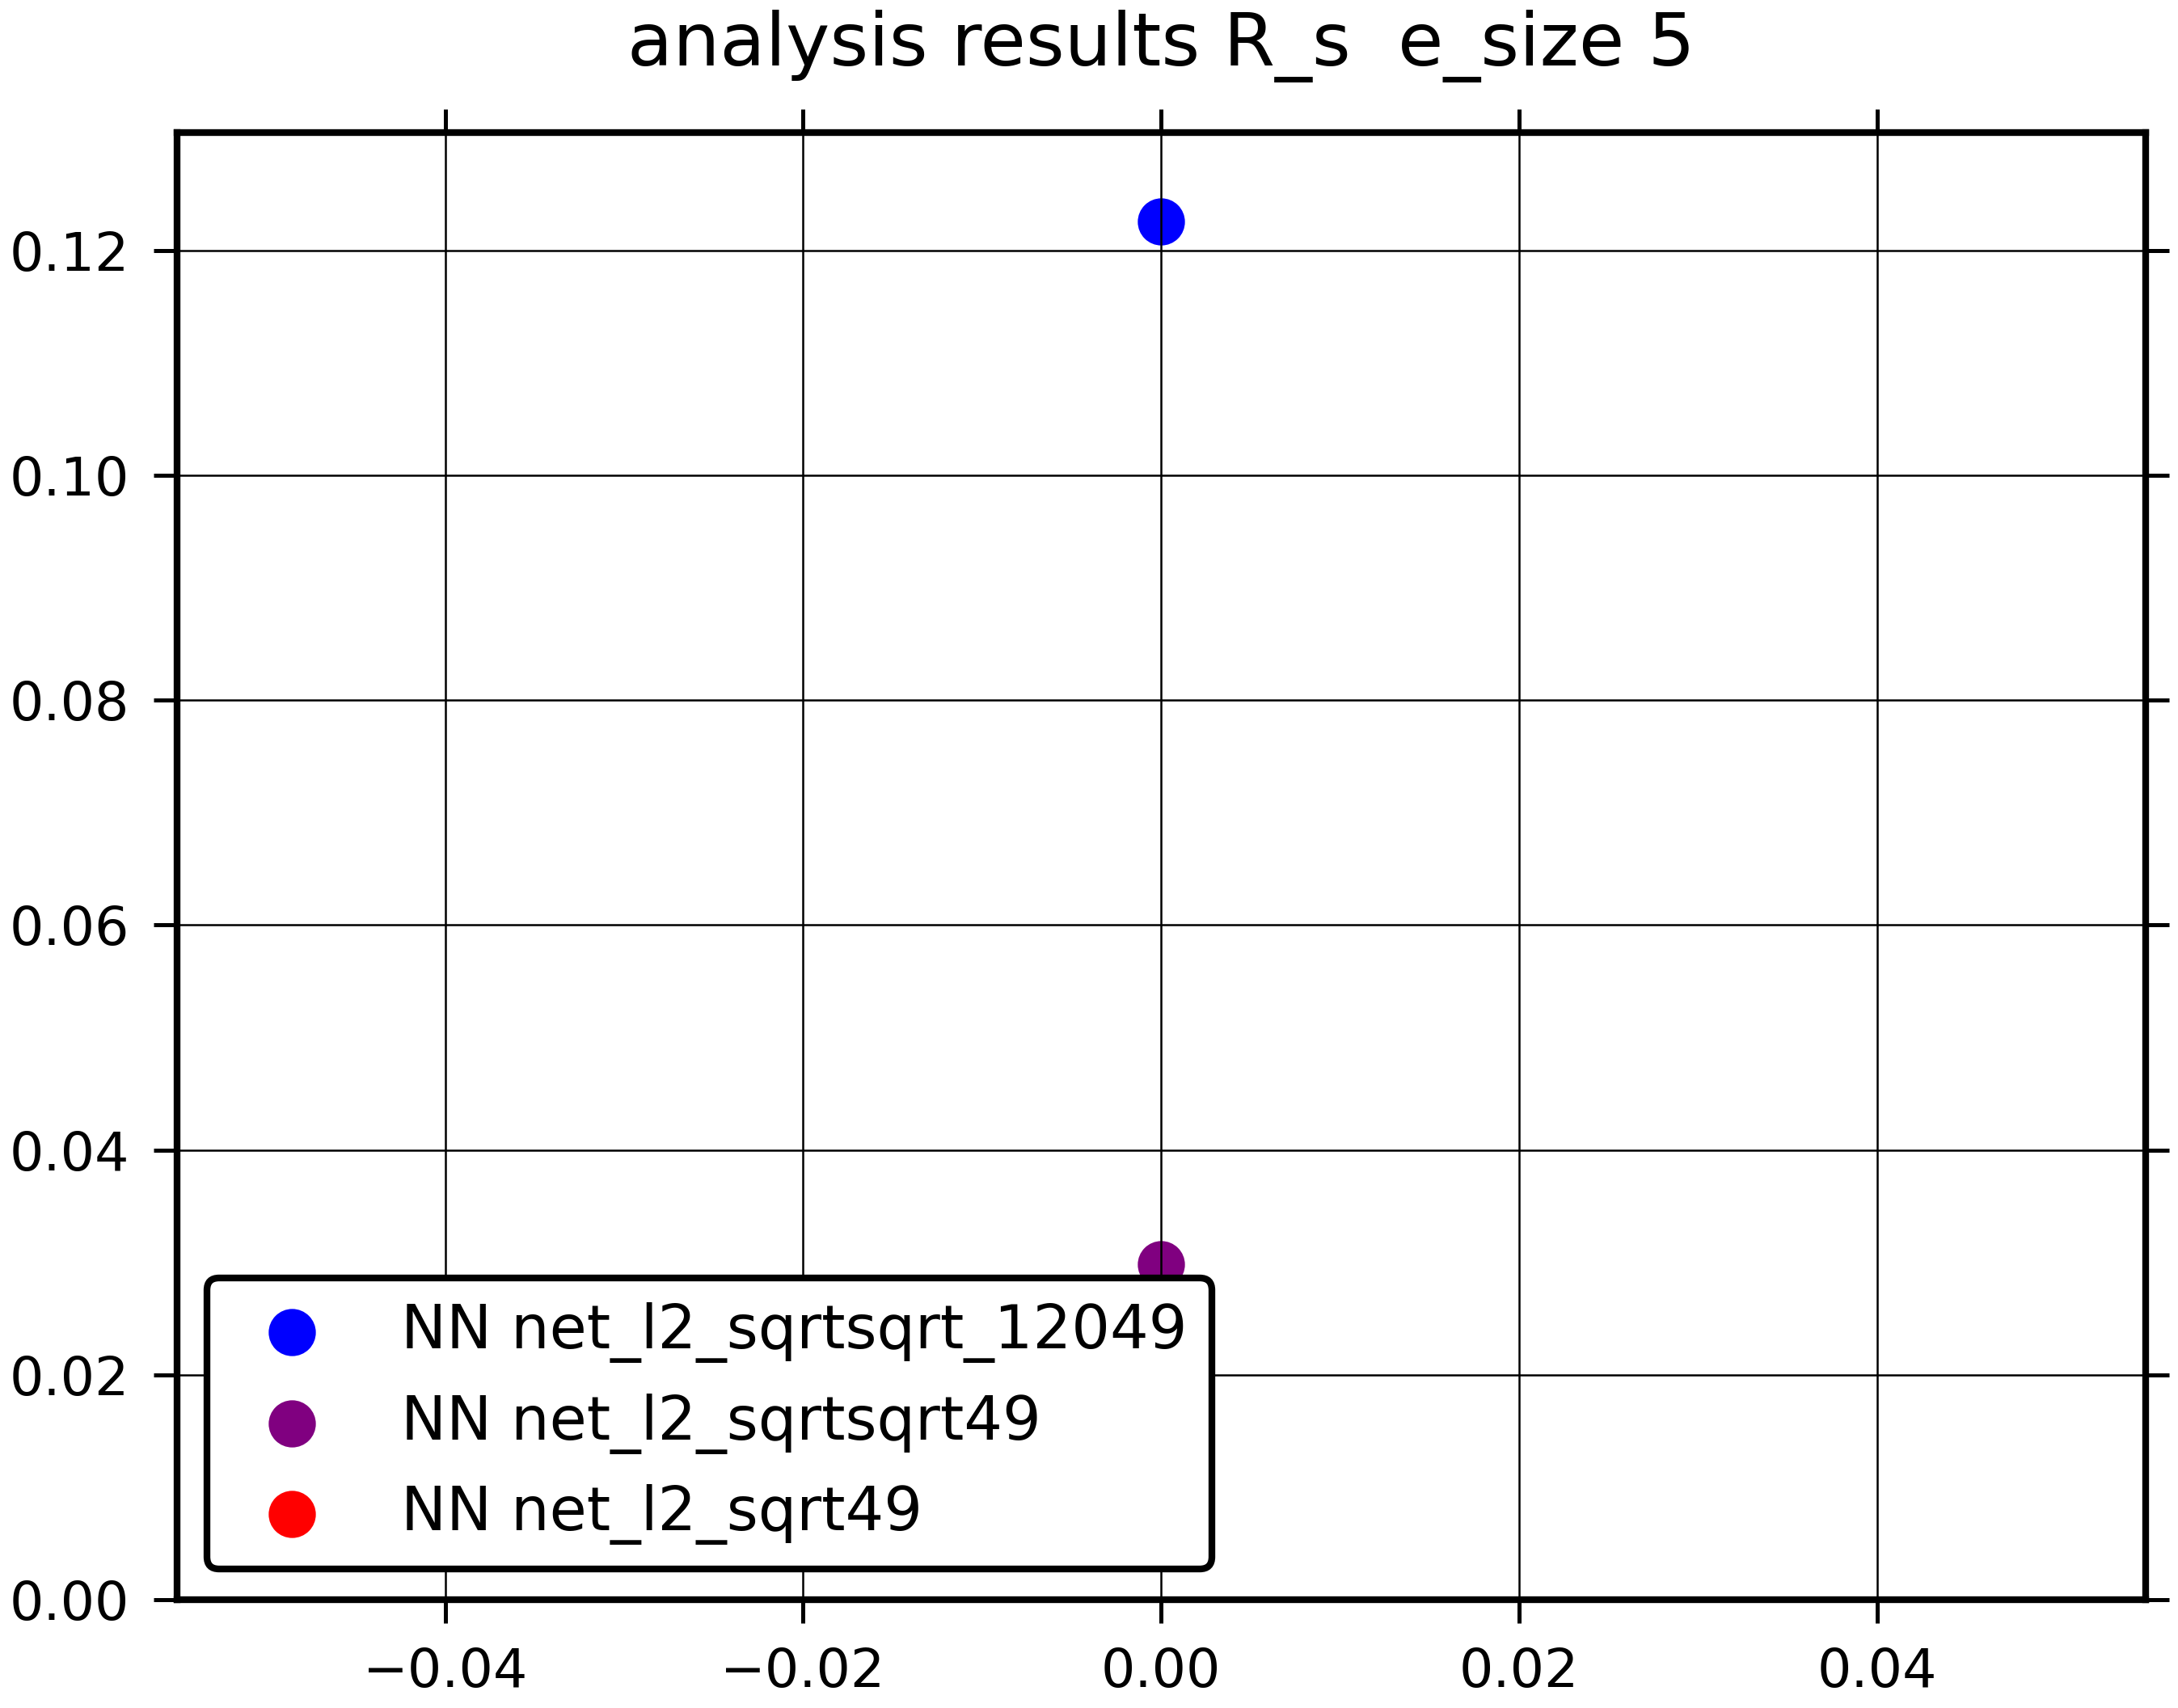 analysis results R_s  e_size 5
0.12
0.10
0.08
0.06
0.04
0.02
0.00
NN net_l2_sqrtsqrt_12049
NN net_l2_sqrtsqrt49
NN net_l2_sqrt49
−0.04 −0.02 0.00 0.02 0.04